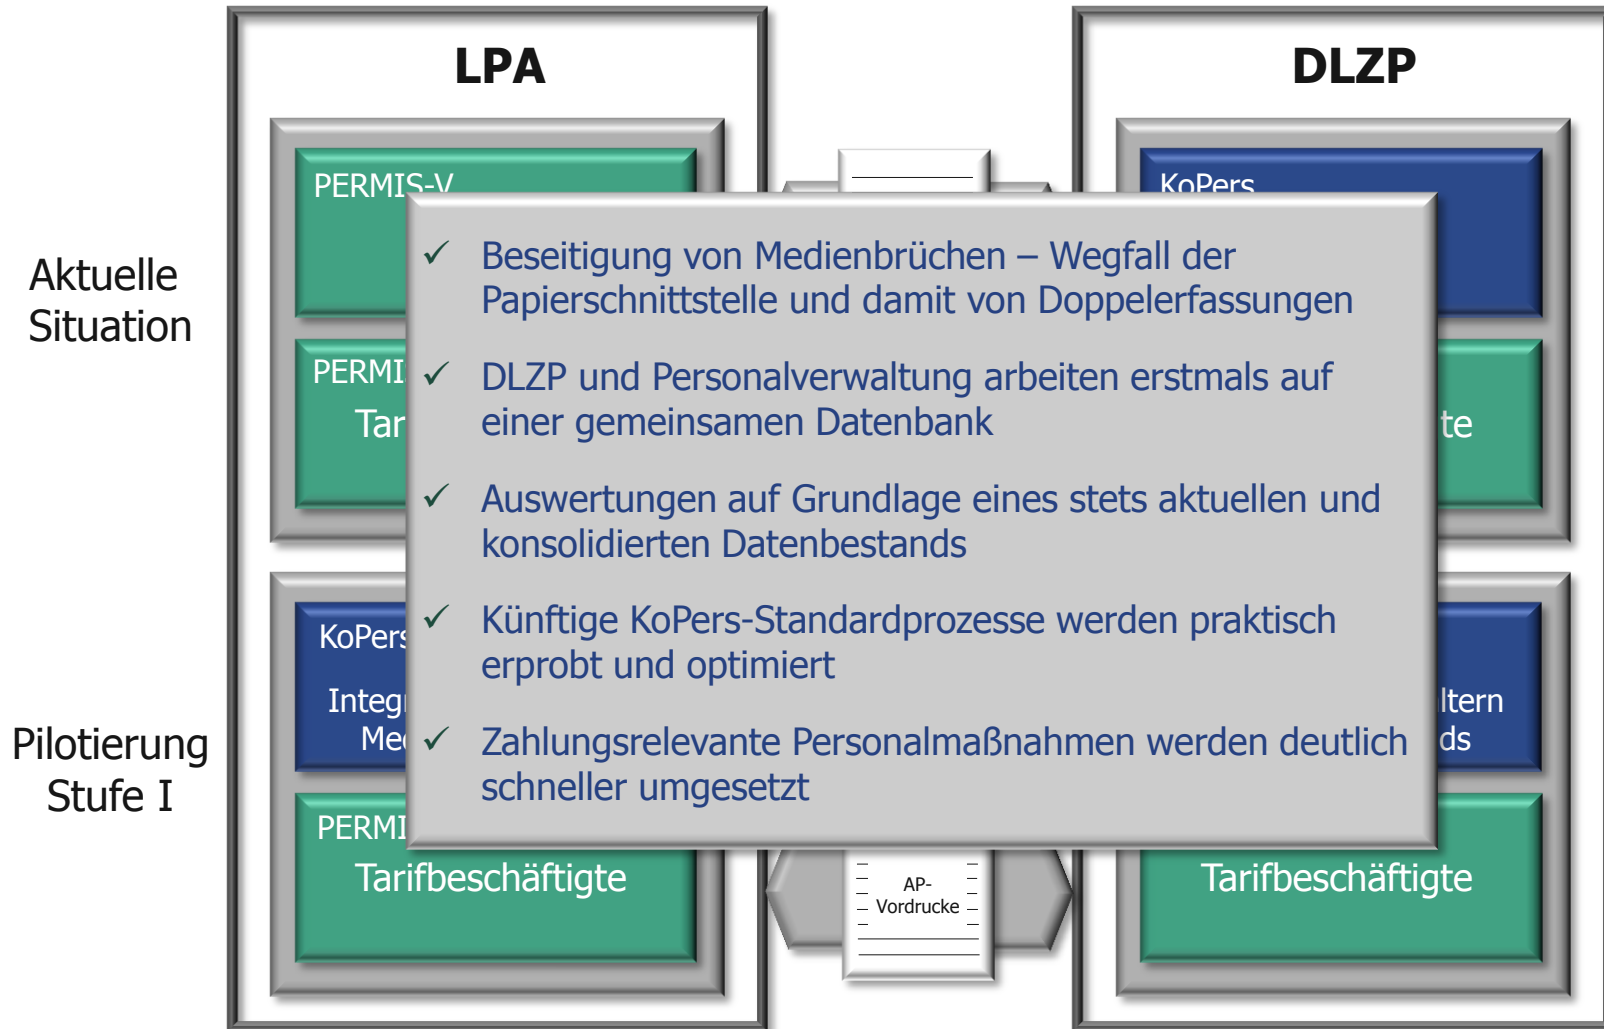 LPA
DLZP
Aktuelle
Situation
PERMIS-V
KoPers
PERMIS
Tar
te
✓ Beseitigung von Medienbrüchen – Wegfall der
Papierschnittstelle und damit von Doppelerfassungen
✓ DLZP und Personalverwaltung arbeiten erstmals auf
einer gemeinsamen Datenbank
✓ Auswertungen auf Grundlage eines stets aktuellen und
konsolidierten Datenbestands
✓ Künftige KoPers-Standardprozesse werden praktisch
erprobt und optimiert
✓ Zahlungsrelevante Personalmaßnahmen werden deutlich
schneller umgesetzt
Pilotierung
Stufe I
KoPers
Integ
Me
ltern
ds
PERMI
Tarifbeschäftigte
AP-
Vordrucke
Tarifbeschäftigte